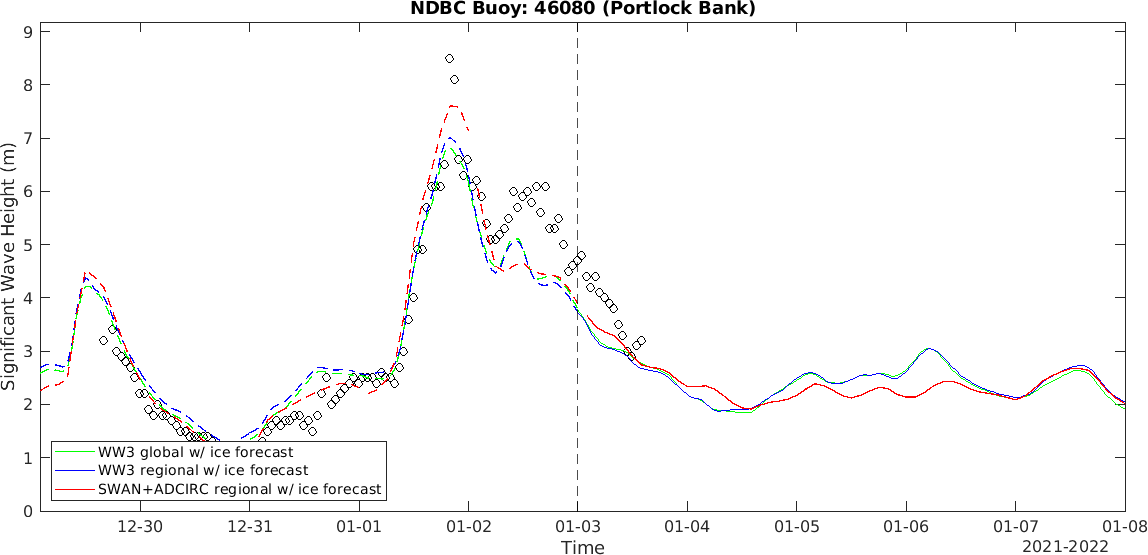 NDBC Buoy: 46080 (Portlock Bank)
9
8
7
6
5
4
3
2
1
0
Significant Wave Height (m)
WW3 global w/ ice forecast
WW3 regional w/ ice forecast
SWAN+ADCIRC regional w/ ice forecast
12-30 12-31 01-01 01-02 01-03 01-04 01-05 01-06 01-07 01-08
Time
2021-2022